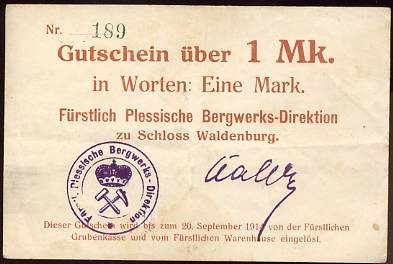 Nr. 189
Gutschein über 1 Mk.
in Worten: Eine Mark.
Fürstlich Plessische Bergwerks-Direktion
zu Schloss Waldenburg.
Fürstl. Plessische Bergwerks-Direktion
Dieser Gutschein wird bis zum 20. September 1914 von der Fürstlichen
Grubenkasse und vom Fürstlichen Warenhause eingelöst.